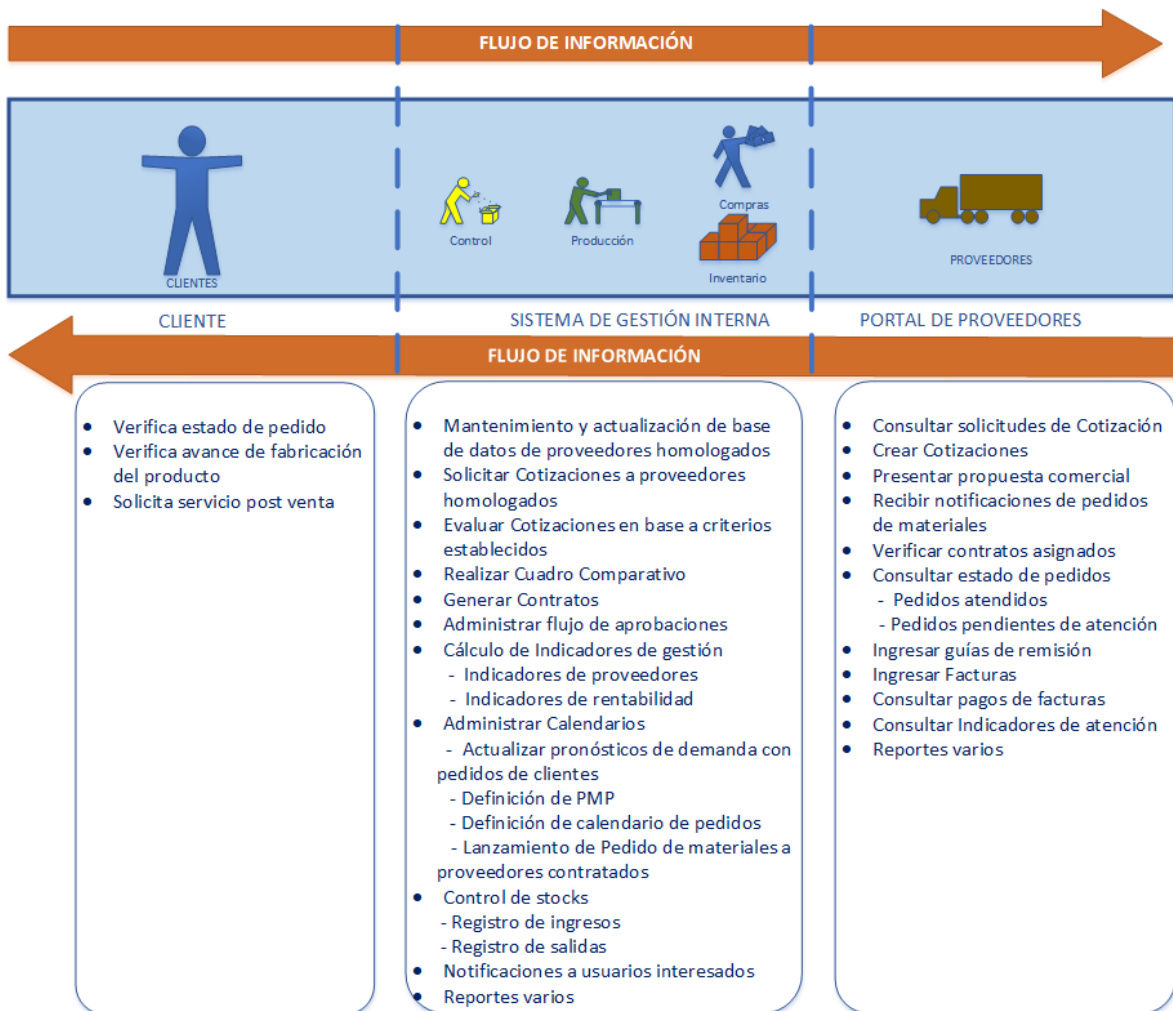 FLUJO DE INFORMACIÓN
Compras
Control
Producción
Inventario
PROVEEDORES
CLIENTES
CLIENTE
SISTEMA DE GESTIÓN INTERNA
PORTAL DE PROVEEDORES
FLUJO DE INFORMACIÓN
• Verifica estado de pedido
• Verifica avance de fabricación
del producto
• Solicita servicio post venta
• Mantenimiento y actualización de base
de datos de proveedores homologados
• Solicitar Cotizaciones a proveedores
homologados
• Evaluar Cotizaciones en base a criterios
establecidos
• Realizar Cuadro Comparativo
• Generar Contratos
• Administrar flujo de aprobaciones
• Cálculo de Indicadores de gestión
- Indicadores de proveedores
- Indicadores de rentabilidad
• Administrar Calendarios
- Actualizar pronósticos de demanda con
pedidos de clientes
- Definición de PMP
- Definición de calendario de pedidos
- Lanzamiento de Pedido de materiales a
proveedores contratados
• Control de stocks
- Registro de ingresos
- Registro de salidas
• Notificaciones a usuarios interesados
• Reportes varios
• Consultar solicitudes de Cotización
• Crear Cotizaciones
• Presentar propuesta comercial
• Recibir notificaciones de pedidos
de materiales
• Verificar contratos asignados
• Consultar estado de pedidos
- Pedidos atendidos
- Pedidos pendientes de atención
• Ingresar guías de remisión
• Ingresar Facturas
• Consultar pagos de facturas
• Consultar Indicadores de atención
• Reportes varios